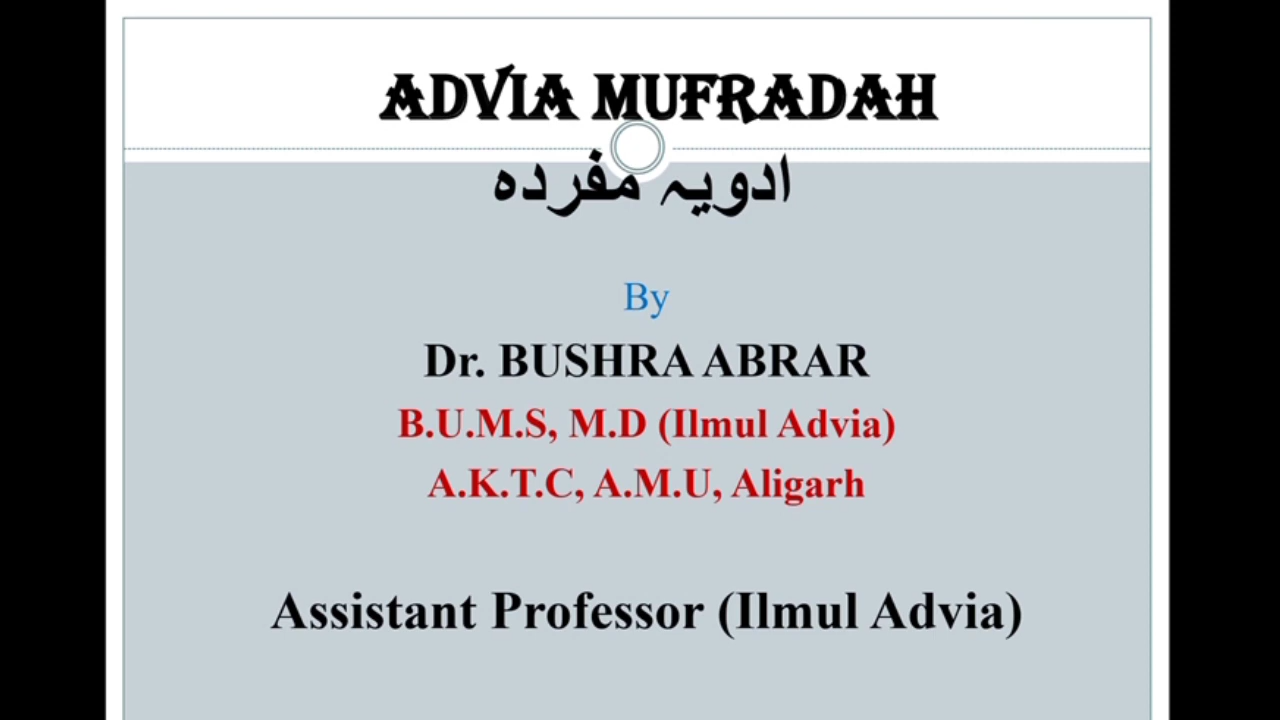 ADVIA MUFRADAH
ادویہ مفردہ
By
Dr. BUSHRA ABRAR
B.U.M.S, M.D (Ilmul Advia)
A.K.T.C, A.M.U, Aligarh
Assistant Professor (Ilmul Advia)